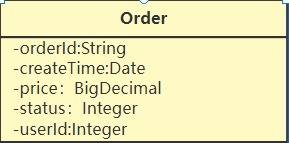 Order
-orderId:String
-createTime:Date
-price：BigDecimal
-status：Integer
-userId:Integer